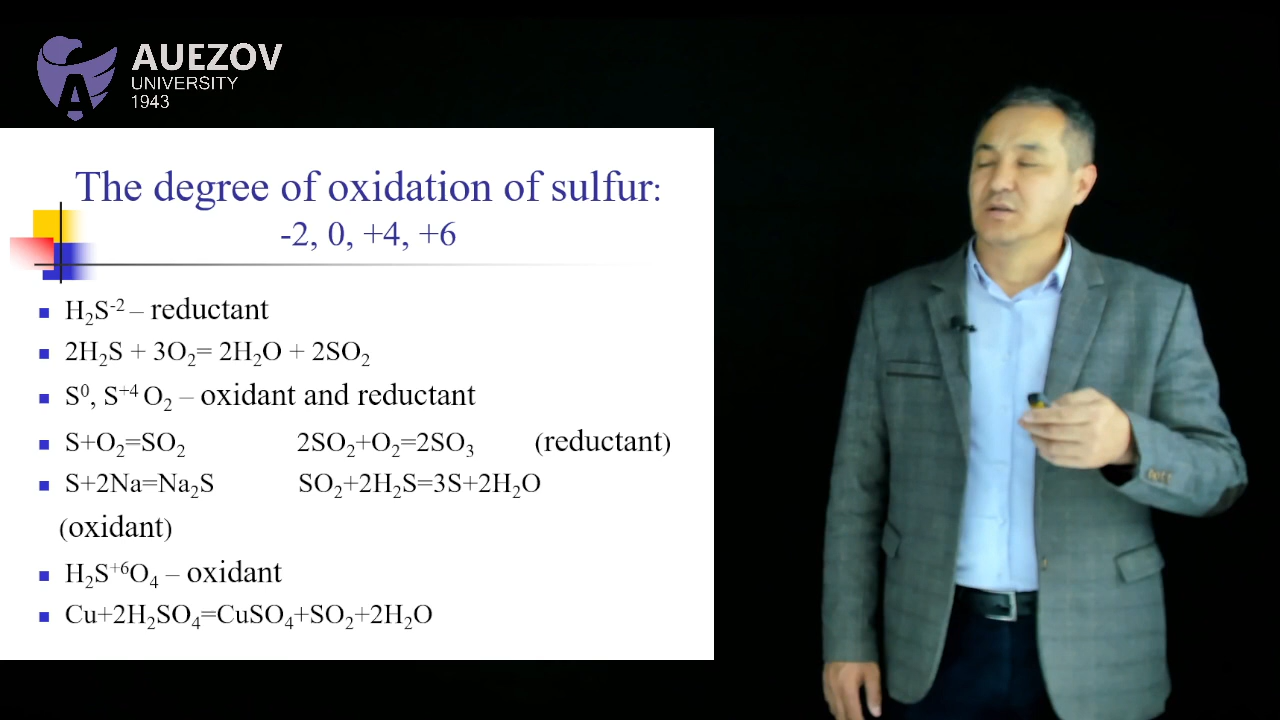 AUEZOV
UNIVERSITY
1943
The degree of oxidation of sulfur:
-2, 0, +4, +6
H₂S⁻² – reductant
2H₂S + 3O₂= 2H₂O + 2SO₂
S⁰, S⁺⁴ O₂ – oxidant and reductant
S+O₂=SO₂ 2SO₂+O₂=2SO₃ (reductant)
S+2Na=Na₂S SO₂+2H₂S=3S+2H₂O
(oxidant)
H₂S⁺⁶O₄ – oxidant
Cu+2H₂SO₄=CuSO₄+SO₂+2H₂O